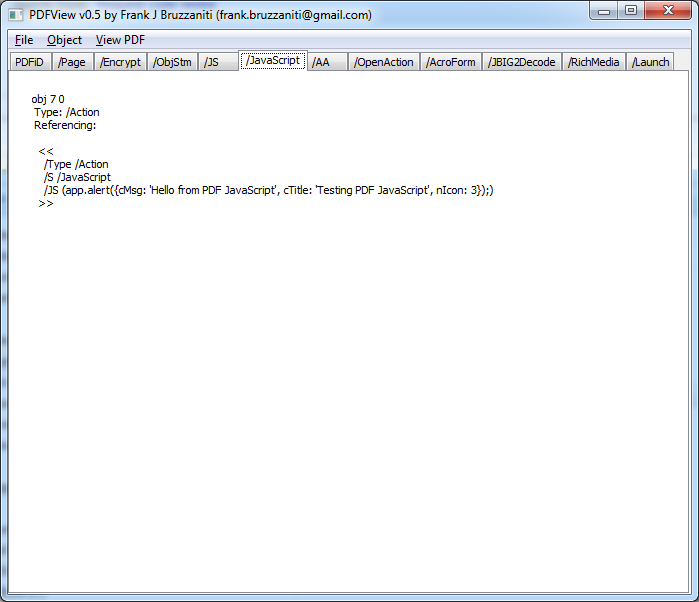 PDFView v0.5 by Frank J Bruzzaniti (frank.bruzzaniti@gmail.com)
File Object View PDF
PDFiD /Page /Encrypt /ObjStm /JS /JavaScript /AA /OpenAction /AcroForm /JBIG2Decode /RichMedia /Launch
obj 7 0
Type: /Action
Referencing:
<<
/Type /Action
/S /JavaScript
/JS (app.alert({cMsg: 'Hello from PDF JavaScript', cTitle: 'Testing PDF JavaScript', nIcon: 3});)
>>